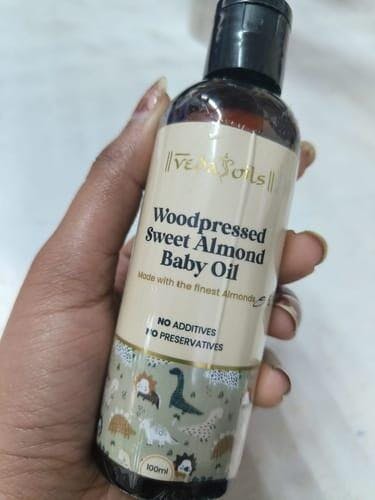 VEDA oils
Woodpressed
Sweet Almond
Baby Oil
Made with the finest Almonds
NO ADDITIVES
NO PRESERVATIVES
100ml